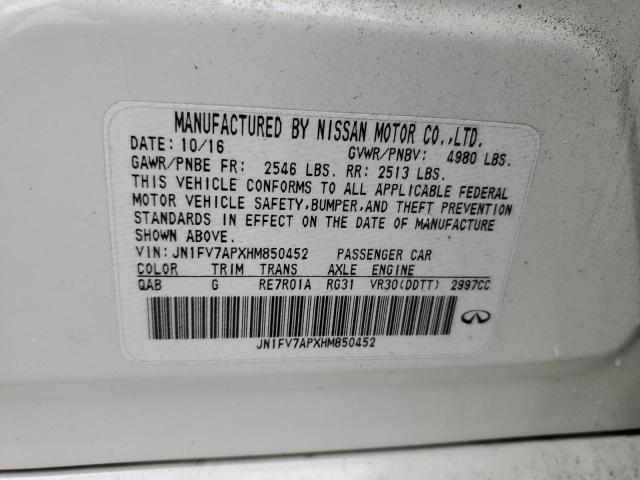 MANUFACTURED BY NISSAN MOTOR CO.,LTD.
DATE: 10/16 GVWR/PNBV: 4980 LBS.
GAWR/PNBE FR: 2546 LBS. RR: 2513 LBS.
THIS VEHICLE CONFORMS TO ALL APPLICABLE FEDERAL
MOTOR VEHICLE SAFETY,BUMPER,AND THEFT PREVENTION
STANDARDS IN EFFECT ON THE DATE OF MANUFACTURE
SHOWN ABOVE.
VIN: JN1FV7APXHM850452 PASSENGER CAR
COLOR TRIM TRANS AXLE ENGINE
QAB G RE7R01A RG31 VR30(DDTT) 2997CC
JN1FV7APXHM850452